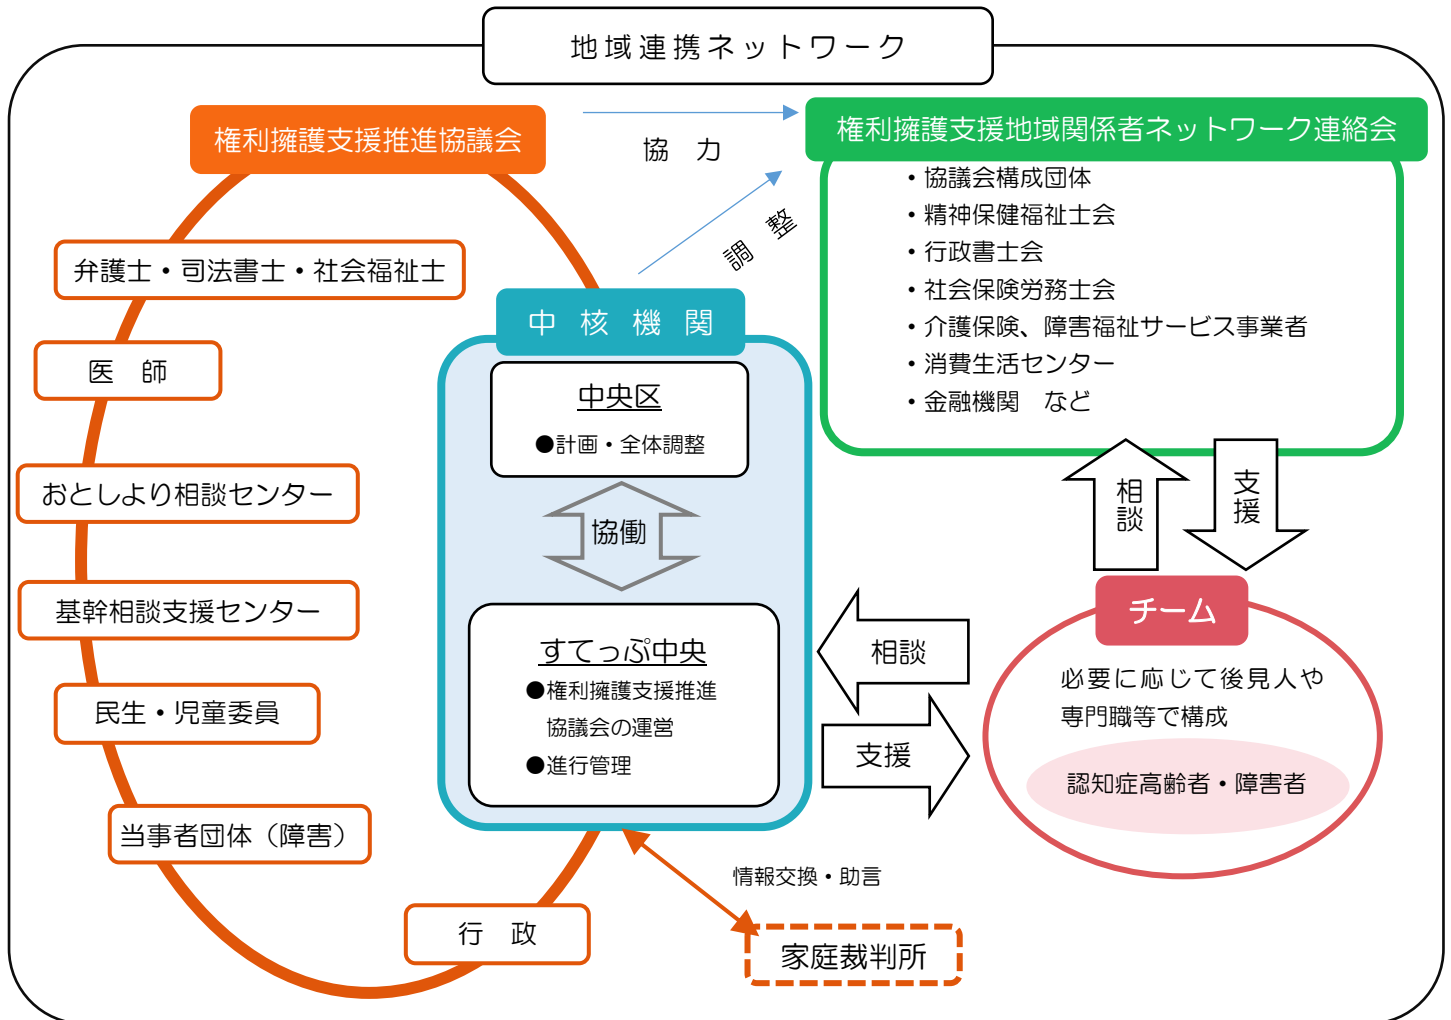 地域連携ネットワーク
権利擁護支援推進協議会
協　力
調　整
権利擁護支援地域関係者ネットワーク連絡会
・協議会構成団体
・精神保健福祉士会
・行政書士会
・社会保険労務士会
・介護保険、障害福祉サービス事業者
・消費生活センター
・金融機関　など
弁護士・司法書士・社会福祉士
医　師
おとしより相談センター
基幹相談支援センター
民生・児童委員
当事者団体（障害）
行　政
中　核　機　関
中央区
●計画・全体調整
協働
すてっぷ中央
●権利擁護支援推進
協議会の運営
●進行管理
相談
支援
相談
支援
チーム
必要に応じて後見人や
専門職等で構成
認知症高齢者・障害者
情報交換・助言
家庭裁判所